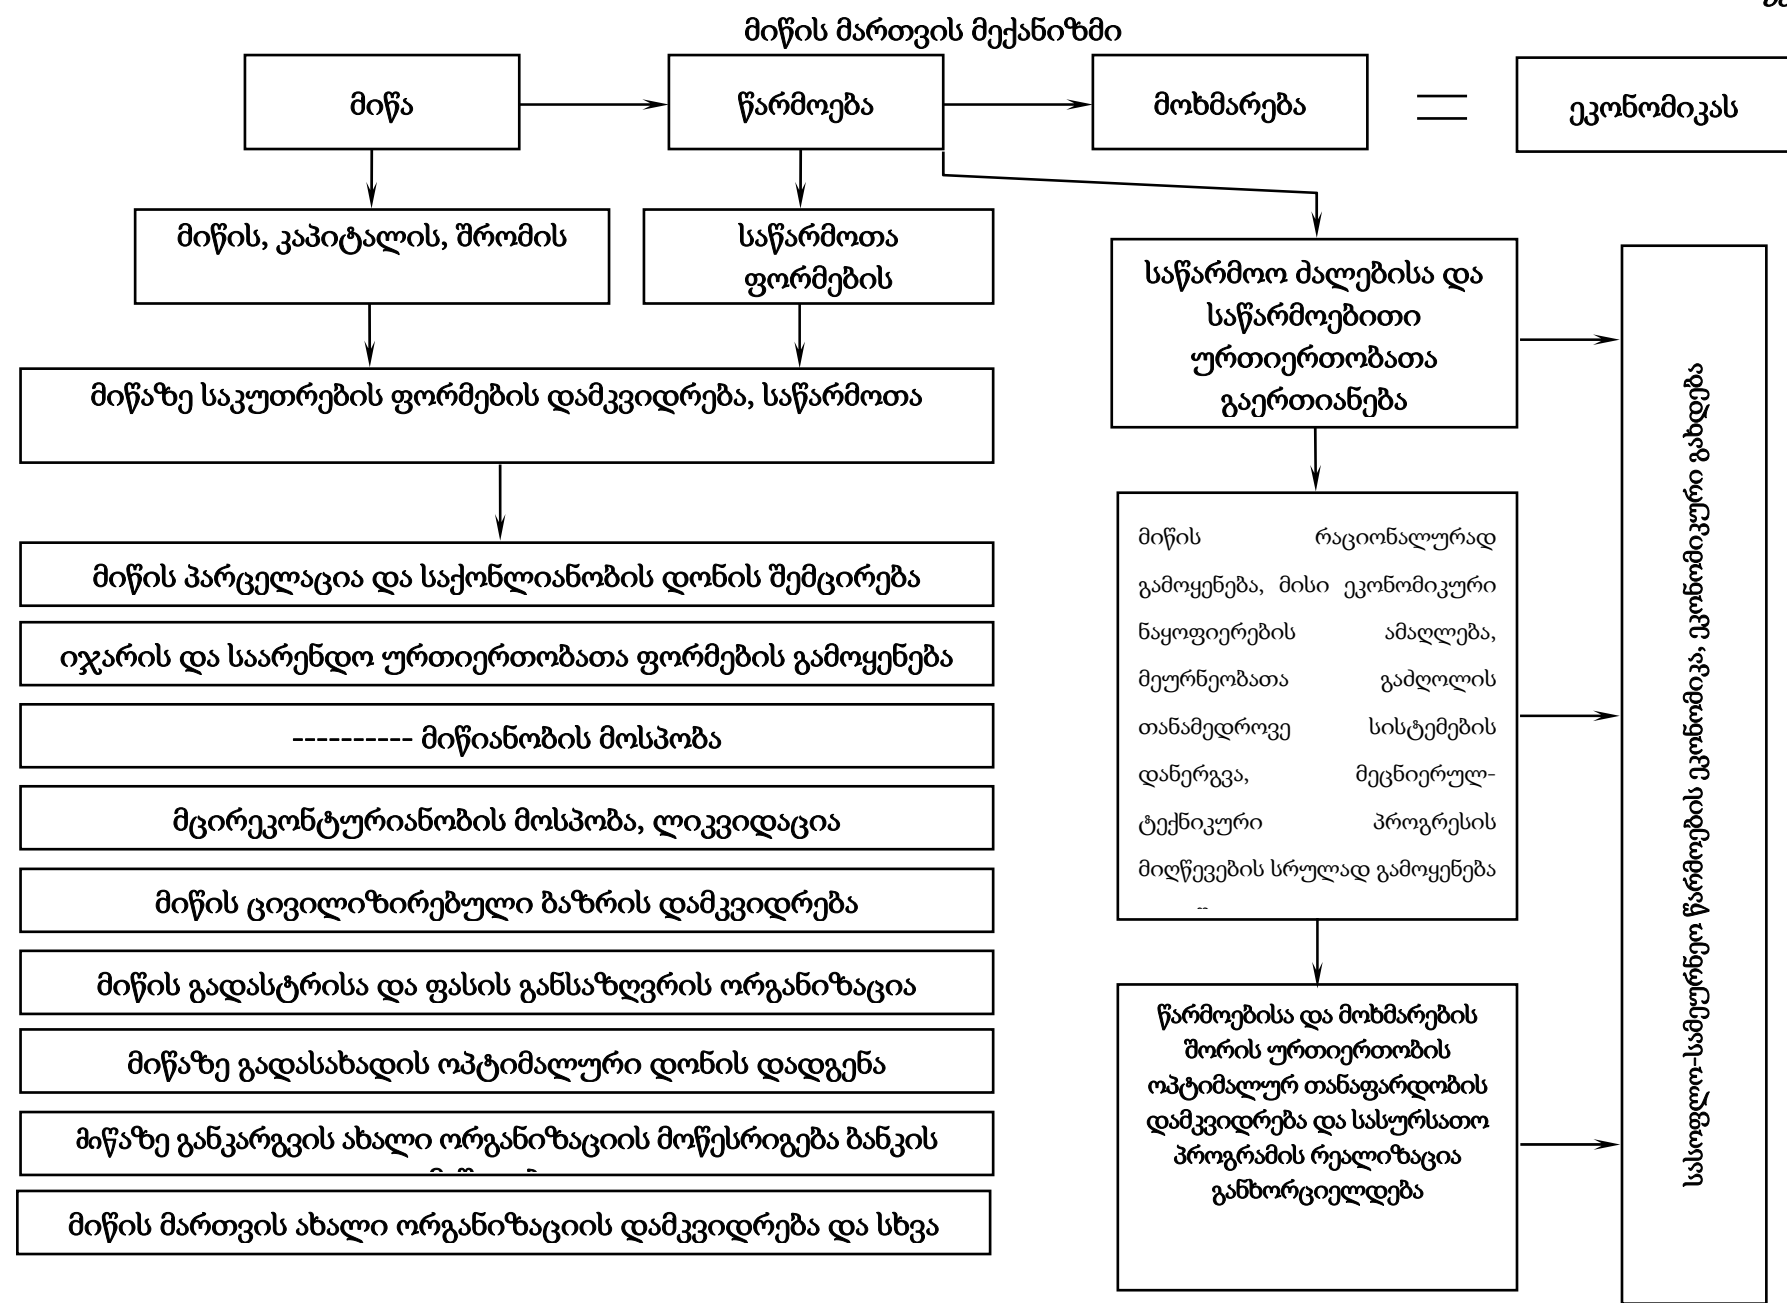 მიწის მართვის მექანიზმი
მიწა
წარმოება
მოხმარება
ეკონომიკას
მიწის, კაპიტალის, შრომის
საწარმოთა
ფორმების
საწარმოო ძალებისა და
საწარმოებითი
ურთიერთობათა
გაერთიანება
მიწაზე საკუთრების ფორმების დამკვიდრება, საწარმოთა
მიწის პარცელაცია და საქონლიანობის დონის შემცირება
იჯარის და საარენდო ურთიერთობათა ფორმების გამოყენება
---------- მიწიანობის მოსპობა
მცირეკონტურიანობის მოსპობა, ლიკვიდაცია
მიწის ცივილიზირებული ბაზრის დამკვიდრება
მიწის გადასტრისა და ფასის განსაზღვრის ორგანიზაცია
მიწაზე გადასახადის ოპტიმალური დონის დადგენა
მიწაზე განკარგვის ახალი ორგანიზაციის მოწესრიგება ბანკის
მიწის მართვის ახალი ორგანიზაციის დამკვიდრება და სხვა
მიწის რაციონალურად
გამოყენება, მისი ეკონომიკური
ნაყოფიერების ამაღლება,
მეურნეობათა გაძღოლის
თანამედროვე სისტემების
დანერგვა, მეცნიერულ-
ტექნიკური პროგრესის
მიღწევების სრულად გამოყენება
წარმოებისა და მოხმარების
შორის ურთიერთობის
ოპტიმალურ თანაფარდობის
დამკვიდრება და სასურსათო
პროგრამის რეალიზაცია
განხორციელდება
სასოფლო-სამეურნეო წარმოების ეკონომიკა, ეკონომიკური გახდება